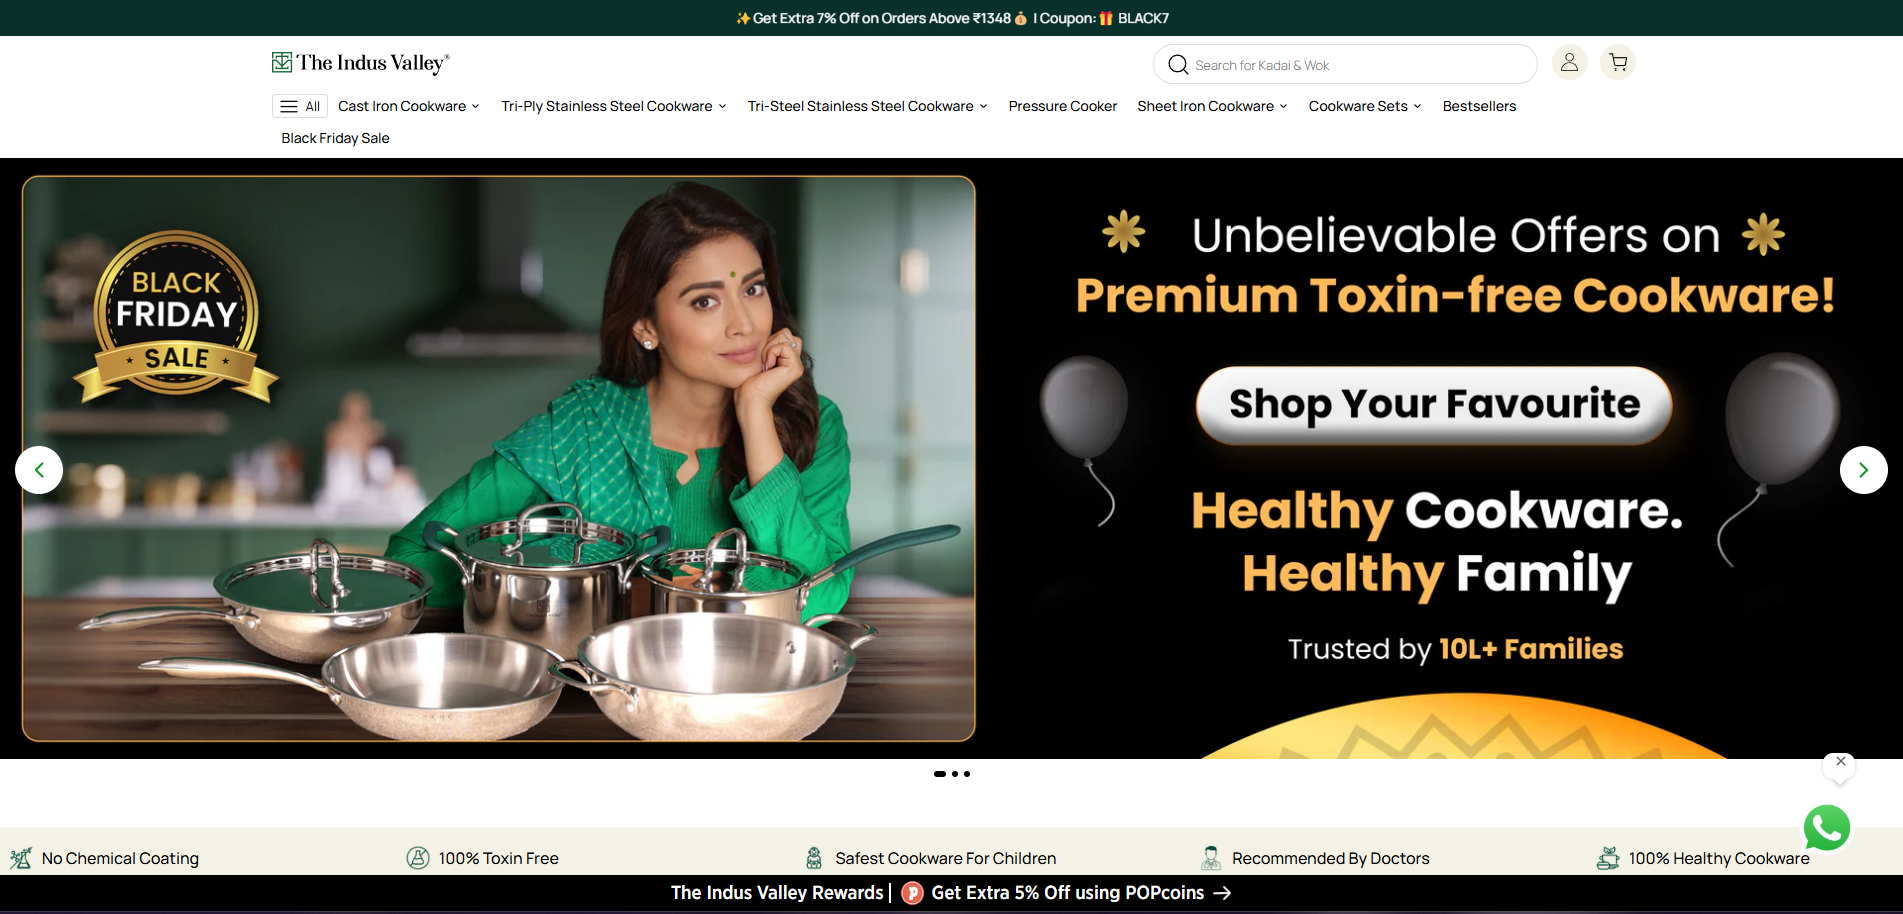 ✨Get Extra 7% Off on Orders Above ₹1348💰 | Coupon:🎁 BLACK7
The Indus Valley®
Search for Kadai & Wok
All
Cast Iron Cookware
Tri-Ply Stainless Steel Cookware
Tri-Steel Stainless Steel Cookware
Pressure Cooker
Sheet Iron Cookware
Cookware Sets
Bestsellers
Black Friday Sale
BLACK
FRIDAY
SALE
Unbelievable Offers on
Premium Toxin-free Cookware!
Shop Your Favourite
Healthy Cookware.
Healthy Family
Trusted by 10L+ Families
No Chemical Coating
100% Toxin Free
Safest Cookware For Children
Recommended By Doctors
100% Healthy Cookware
The Indus Valley Rewards | P Get Extra 5% Off using POPcoins →